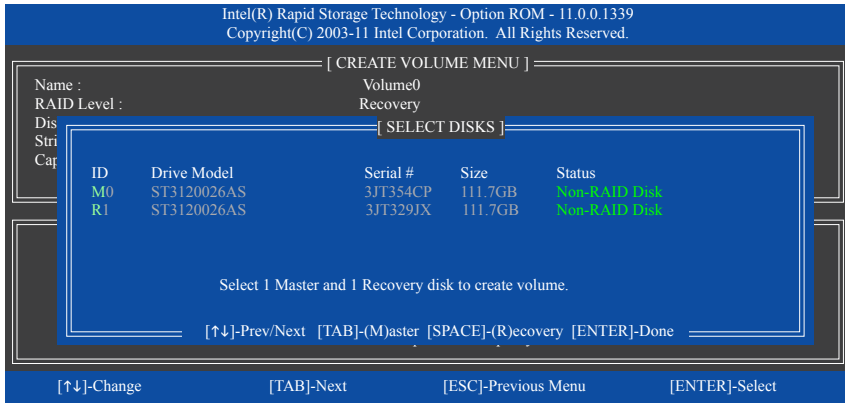 Intel(R) Rapid Storage Technology - Option ROM - 11.0.0.1339
Copyright(C) 2003-11 Intel Corporation. All Rights Reserved.
[ CREATE VOLUME MENU ]
Name : Volume0
RAID Level : Recovery
Dis
Stri
Cap
[ SELECT DISKS ]
ID Drive Model Serial # Size Status
M0 ST3120026AS 3JT354CP 111.7GB Non-RAID Disk
R1 ST3120026AS 3JT329JX 111.7GB Non-RAID Disk
Select 1 Master and 1 Recovery disk to create volume.
[↑↓]-Prev/Next [TAB]-(M)aster [SPACE]-(R)ecovery [ENTER]-Done
[↑↓]-Change [TAB]-Next [ESC]-Previous Menu [ENTER]-Select